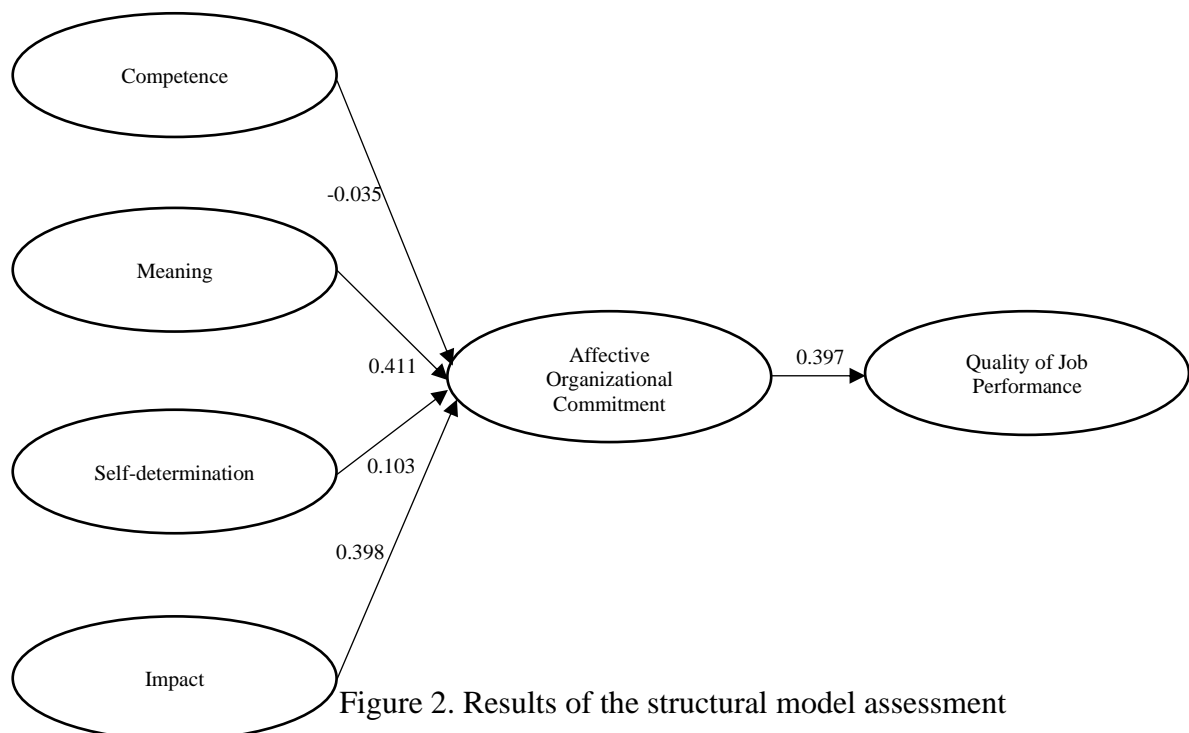 Competence
-0.035
Meaning
0.411
Affective
Organizational
Commitment
0.397
Quality of Job
Performance
Self-determination
0.103
0.398
Impact
Figure 2. Results of the structural model assessment